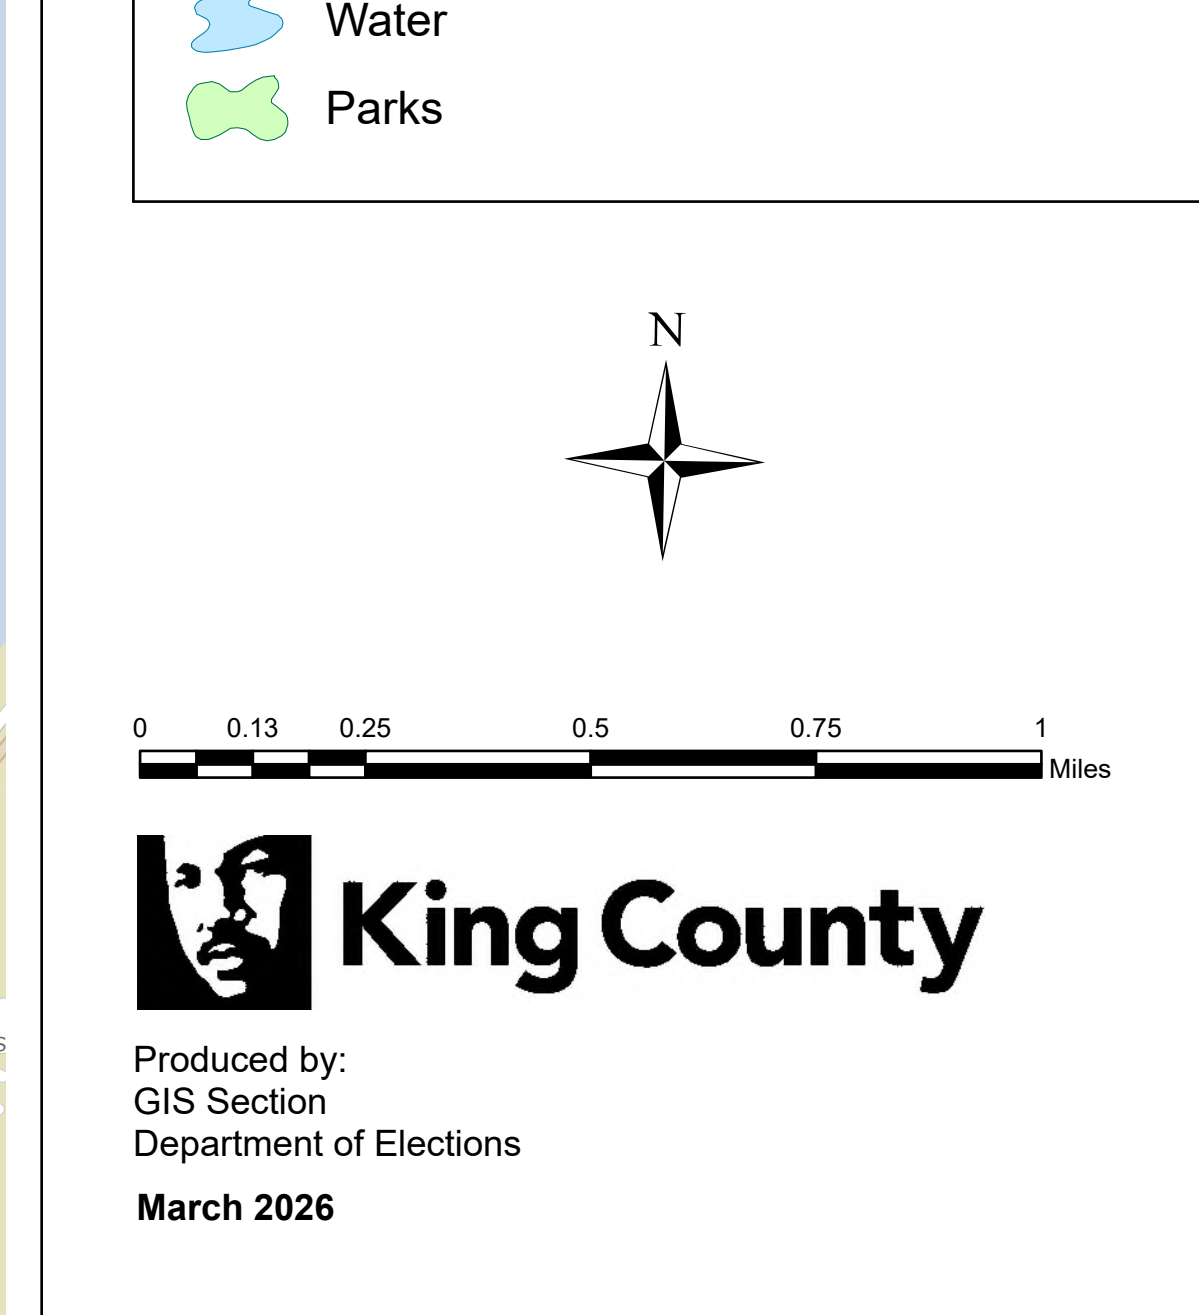 Water
Parks
N
0 0.13 0.25 0.5 0.75 1
Miles
King County
Produced by:
GIS Section
Department of Elections
March 2026